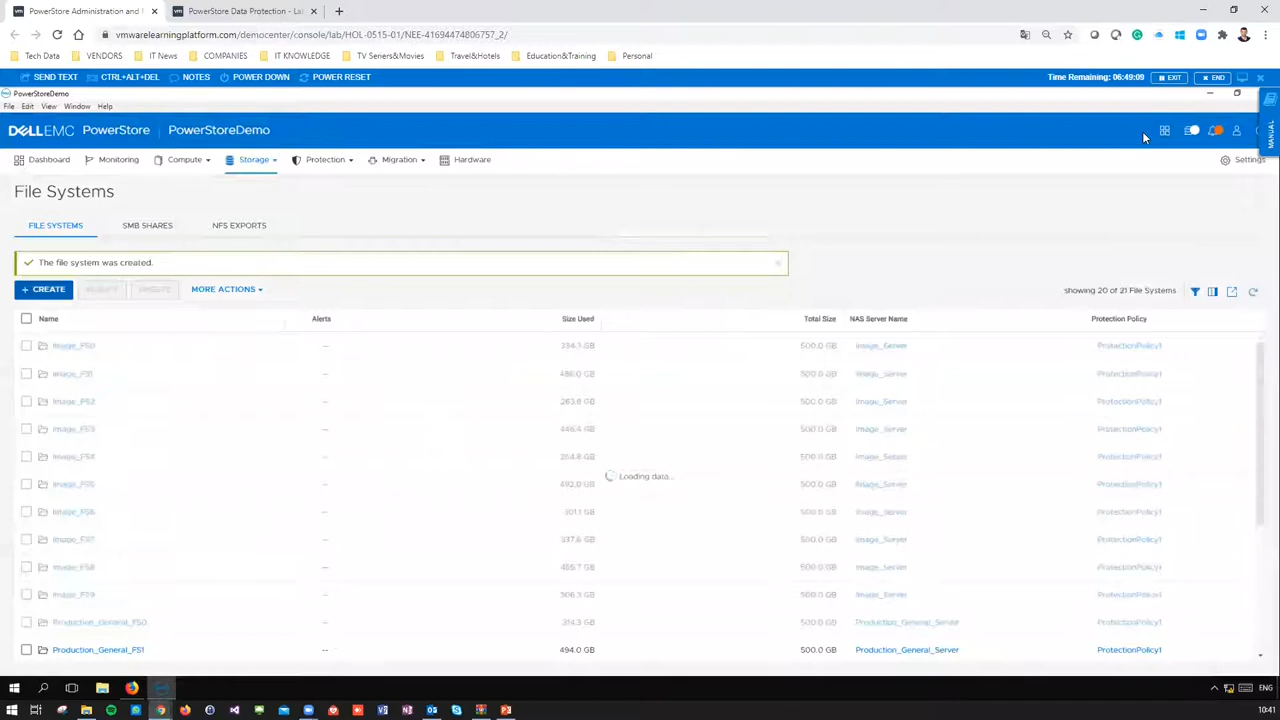 PowerStore Administration and M
PowerStore Data Protection - La
vmwarelearningplatform.com/democenter/console/lab/HOL-0515-01/NEE-41694474806757_2/
Tech Data
VENDORS
IT News
COMPANIES
IT KNOWLEDGE
TV Seriers&Movies
Travel&Hotels
Education&Training
Personal
SEND TEXT
CTRL+ALT+DEL
NOTES
POWER DOWN
POWER RESET
Time Remaining: 06:49:09
EXIT
END
PowerStoreDemo
File Edit View Window Help
MANUAL
DELLEMC PowerStore
PowerStoreDemo
Dashboard
Monitoring
Compute
Storage
Protection
Migration
Hardware
Settings
File Systems
FILE SYSTEMS
SMB SHARES
NFS EXPORTS
The file system was created.
+ CREATE
MORE ACTIONS
showing 20 of 21 File Systems
Name Alerts Size Used Total Size NAS Server Name Protection Policy
Image_FS0 -- 334.3 GB 500.0 GB Image_Server ProtectionPolicy1
Image_FS1 -- 486.0 GB 500.0 GB Image_Server ProtectionPolicy1
Image_FS2 -- 263.8 GB 500.0 GB Image_Server ProtectionPolicy1
Image_FS3 -- 446.4 GB 500.0 GB Image_Server ProtectionPolicy1
Image_FS4 -- 264.8 GB 500.0 GB Image_Server ProtectionPolicy1
Loading data...
Image_FS5 -- 492.0 GB 500.0 GB Image_Server ProtectionPolicy1
Image_FS6 -- 301.1 GB 500.0 GB Image_Server ProtectionPolicy1
Image_FS7 -- 337.6 GB 500.0 GB Image_Server ProtectionPolicy1
Image_FS8 -- GB 500.0 GB Image_Server ProtectionPolicy1
Image_FS9 -- GB 500.0 GB Image_Server ProtectionPolicy1
Production_General_FS0 -- 314.3 GB 500.0 GB Production_General_Server ProtectionPolicy1
Production_General_FS1 -- 494.0 GB 500.0 GB Production_General_Server ProtectionPolicy1
ENG
10:41